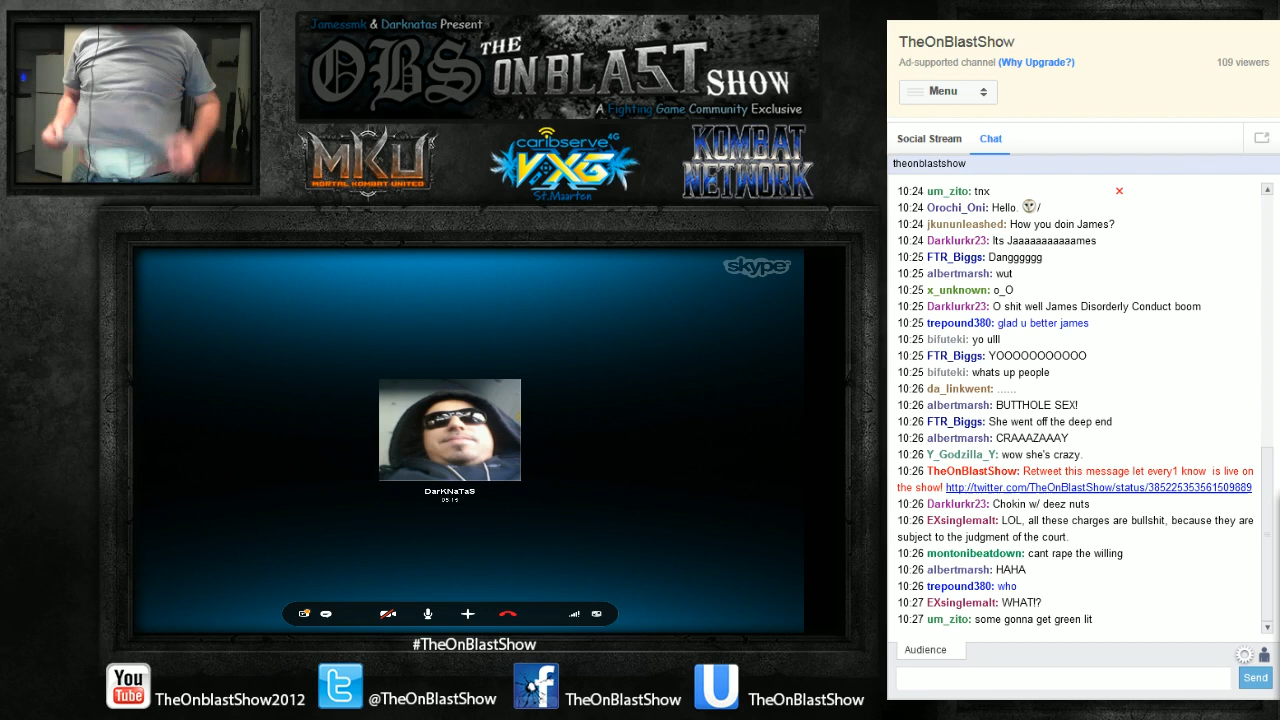 Jamessmk & Darknatas Present
OBS THE ON BLAST SHOW
A Fighting Game Community Exclusive
MKU
MORTAL KOMBAT UNITED
caribserve 4G
VXG
St.Maarten
KOMBAT
NETWORK
skype
DarKNaTaS
05:15
#TheOnBlastShow
You
Tube
TheOnblastShow2012
@TheOnBlastShow
TheOnBlastShow
TheOnBlastShow
TheOnBlastShow
Ad-supported channel (Why Upgrade?)
109 viewers
Menu
Social Stream
Chat
theonblastshow
10:24 um_zito: tnx
10:24 Orochi_Oni: Hello. /
10:24 jkununleashed: How you doin James?
10:24 Darklurkr23: Its Jaaaaaaaaaames
10:25 FTR_Biggs: Dangggggg
10:25 albertmarsh: wut
10:25 x_unknown: o_O
10:25 Darklurkr23: O shit well James Disorderly Conduct boom
10:25 trepound380: glad u better james
10:25 bifuteki: yo ulll
10:25 FTR_Biggs: YOOOOOOOOOOO
10:25 bifuteki: whats up people
10:26 da_linkwent: ......
10:26 albertmarsh: BUTTHOLE SEX!
10:26 FTR_Biggs: She went off the deep end
10:26 albertmarsh: CRAAAZAAAY
10:26 Y_Godzilla_Y: wow she's crazy.
10:26 TheOnBlastShow: Retweet this message let every1 know is live on
the show! http://twitter.com/TheOnBlastShow/status/385225353561509889
10:26 Darklurkr23: Chokin w/ deez nuts
10:26 EXsinglemalt: LOL, all these charges are bullshit, because they are
subject to the judgment of the court.
10:26 montonibeatdown: cant rape the willing
10:26 albertmarsh: HAHA
10:26 trepound380: who
10:27 EXsinglemalt: WHAT!?
10:27 um_zito: some gonna get green lit
Audience
Send